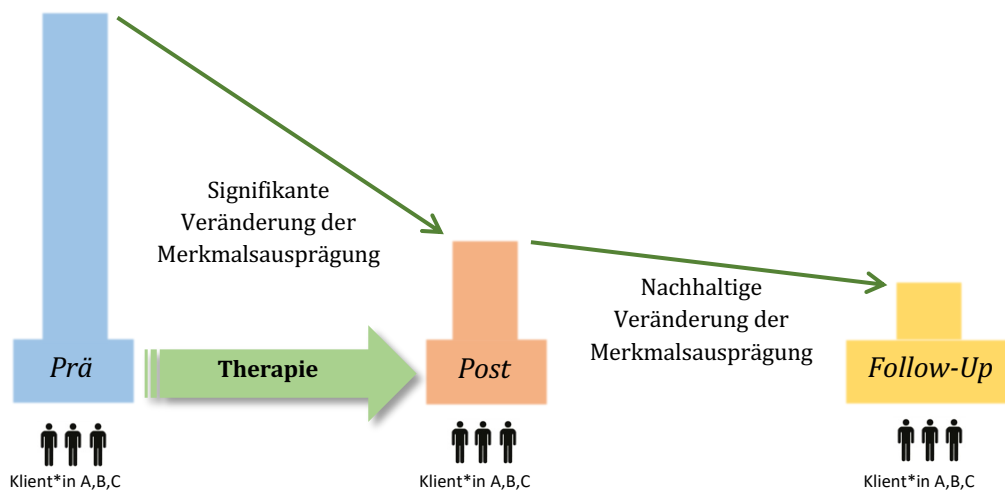 Signifikante
Veränderung der
Merkmalsausprägung
Nachhaltige
Veränderung der
Merkmalsausprägung
Prä
Therapie
Post
Follow-Up
Klient*in A,B,C
Klient*in A,B,C
Klient*in A,B,C